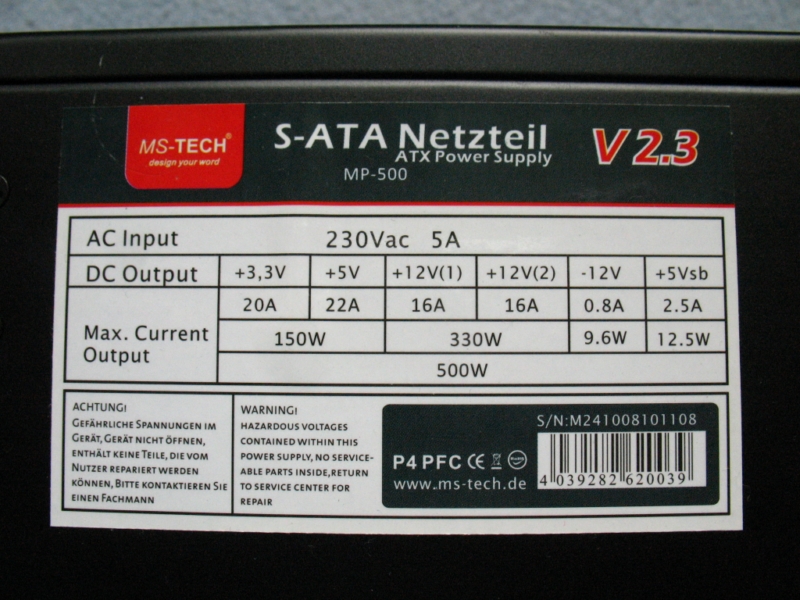 MS-TECH®
design your word
S-ATA Netzteil
ATX Power Supply
MP-500
V 2.3
AC Input 230Vac 5A
DC Output +3,3V +5V +12V(1) +12V(2) -12V +5Vsb
Max. Current Output 20A 22A 16A 16A 0.8A 2.5A
150W 330W 9.6W 12.5W
500W
ACHTUNG!
GEFÄHRLICHE SPANNUNGEN IM
GERÄT, GERÄT NICHT ÖFFNEN,
ENTHÄLT KEINE TEILE, DIE VOM
NUTZER REPARIERT WERDEN
KÖNNEN, BITTE KONTAKTIEREN SIE
EINEN FACHMANN
WARNING!
HAZARDOUS VOLTAGES
CONTAINED WITHIN THIS
POWER SUPPLY, NO SERVICE-
ABLE PARTS INSIDE,RETURN
TO SERVICE CENTER FOR
REPAIR
S/N:M241008101108
P4 PFC CE
www.ms-tech.de
4 039282 620039